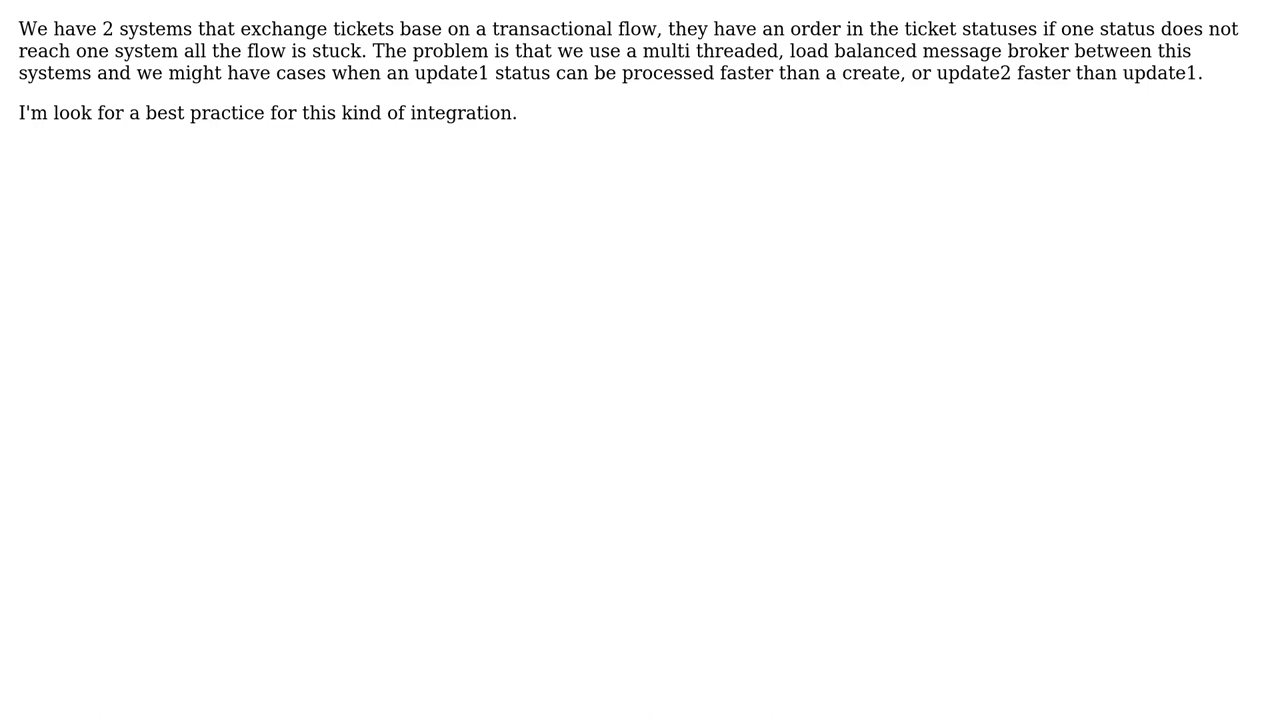 We have 2 systems that exchange tickets base on a transactional flow, they have an order in the ticket statuses if one status does not
reach one system all the flow is stuck. The problem is that we use a multi threaded, load balanced message broker between this
systems and we might have cases when an update1 status can be processed faster than a create, or update2 faster than update1.
I'm look for a best practice for this kind of integration.